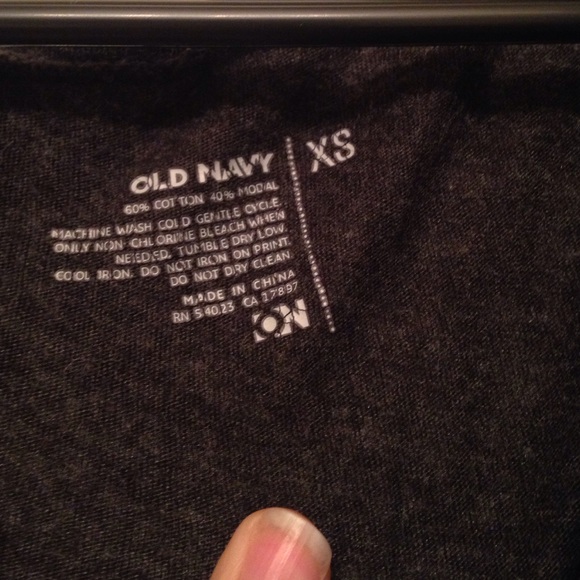 OLD NAVY
XS
60% COTTON 40% MODAL
MACHINE WASH COLD GENTLE CYCLE.
ONLY NON-CHLORINE BLEACH WHEN
NEEDED. TUMBLE DRY LOW.
COOL IRON. DO NOT IRON ON PRINT.
DO NOT DRY CLEAN.
MADE IN CHINA
RN 54023 CA 17897
ON